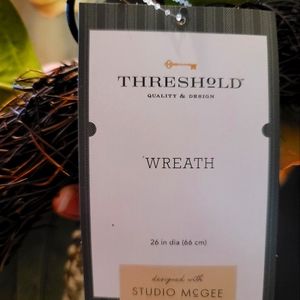 THRESHOLD
QUALITY & DESIGN
WREATH
26 in dia (66 cm)
designed with
STUDIO McGEE